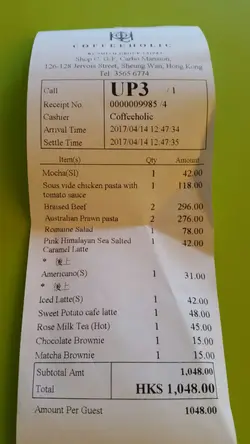 COFFEEHOLIC
Shop C, G/F, Carbo Mansion,
126-128 Jervois Street, Sheung Wan, Hong Kong
Tel: 3565 6774
Call UP3 / 1
Receipt No. 0000009985 / 4
Cashier Coffeeholic
Arrival Time 2017/04/14 12:47:34
Settle Time 2017/04/14 12:47:35
Item(s) Qty Amount
Mocha(SI) 1 42.00
Sous vide chicken pasta with 1 118.00
tomato sauce
Braised Beef 2 296.00
Australian Prawn pasta 2 276.00
Romaine Salad 1 78.00
Pink Himalayan Sea Salted 1 42.00
Caramel Latte
*
Americano(S) 1 31.00
*
Iced Latte(S) 1 42.00
Sweet Potato cafe latte 1 48.00
Rose Milk Tea (Hot) 1 45.00
Chocolate Brownie 1 15.00
Matcha Brownie 1 15.00
Subtotal Amt 1,048.00
Total HK$ 1,048.00
Amount Per Guest 1048.00